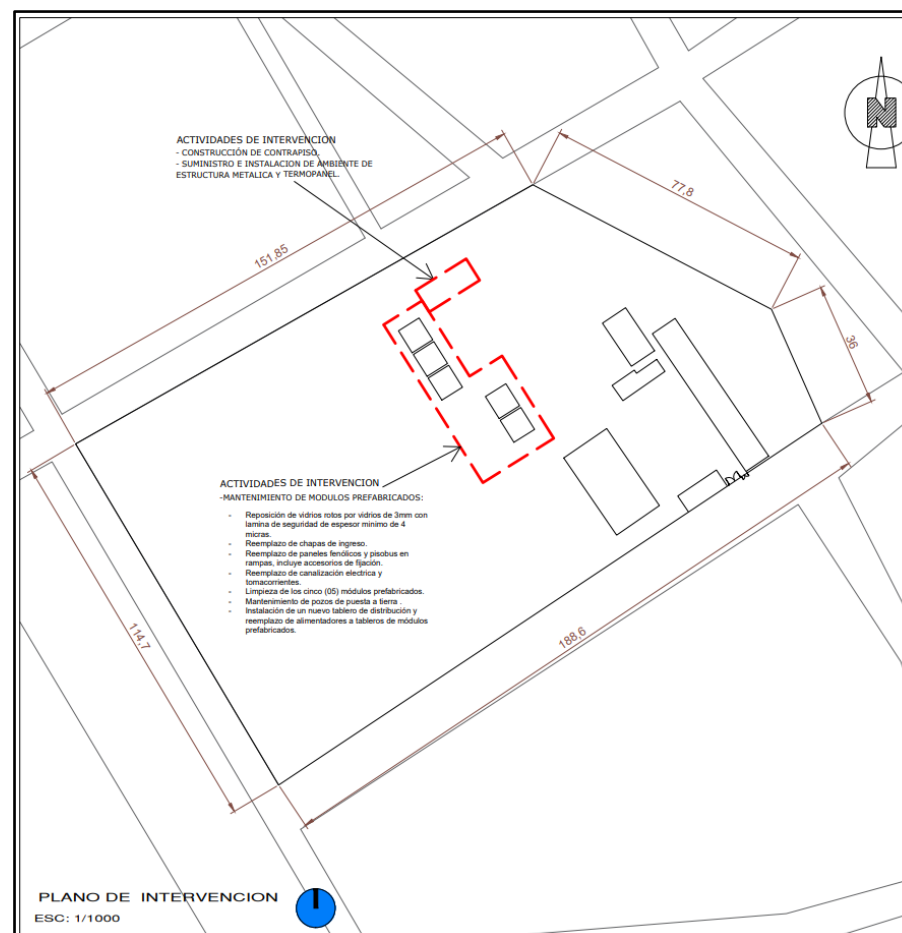 N
ACTIVIDADES DE INTERVENCION
- CONSTRUCCIÓN DE CONTRAPISO.
- SUMINISTRO E INSTALACION DE AMBIENTE DE
ESTRUCTURA METALICA Y TERMOPANEL.
77,8
151,85
36
ACTIVIDADES DE INTERVENCION
-MANTENIMIENTO DE MODULOS PREFABRICADOS:
- Reposición de vidrios rotos por vidrios de 3mm con
lamina de seguridad de espesor minimo de 4
micras.
- Reemplazo de chapas de ingreso.
- Reemplazo de paneles fenólicos y pisobus en
rampas, incluye accesorios de fijación.
- Reemplazo de canalización electrica y
tomacorrientes.
- Limpieza de los cinco (05) módulos prefabricados.
- Mantenimiento de pozos de puesta a tierra .
- Instalación de un nuevo tablero de distribución y
reemplazo de alimentadores a tableros de módulos
prefabricados.
114,7
188,6
PLANO DE INTERVENCION
ESC: 1/1000